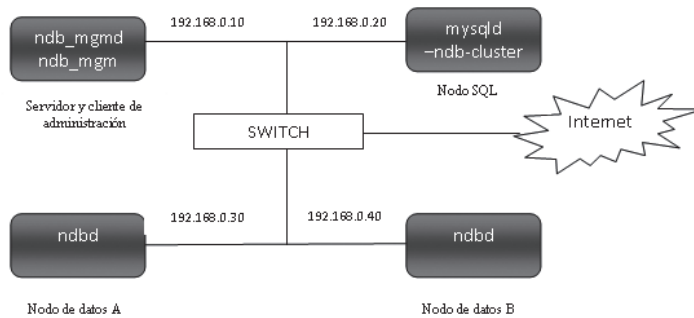 192.168.0.10
192.168.0.20
ndb_mgmd
ndb_mgm
mysqld
–ndb-cluster
Servidor y cliente de
administración
Nodo SQL
SWITCH
Internet
192.168.0.30
192.168.0.40
ndbd
ndbd
Nodo de datos A
Nodo de datos B